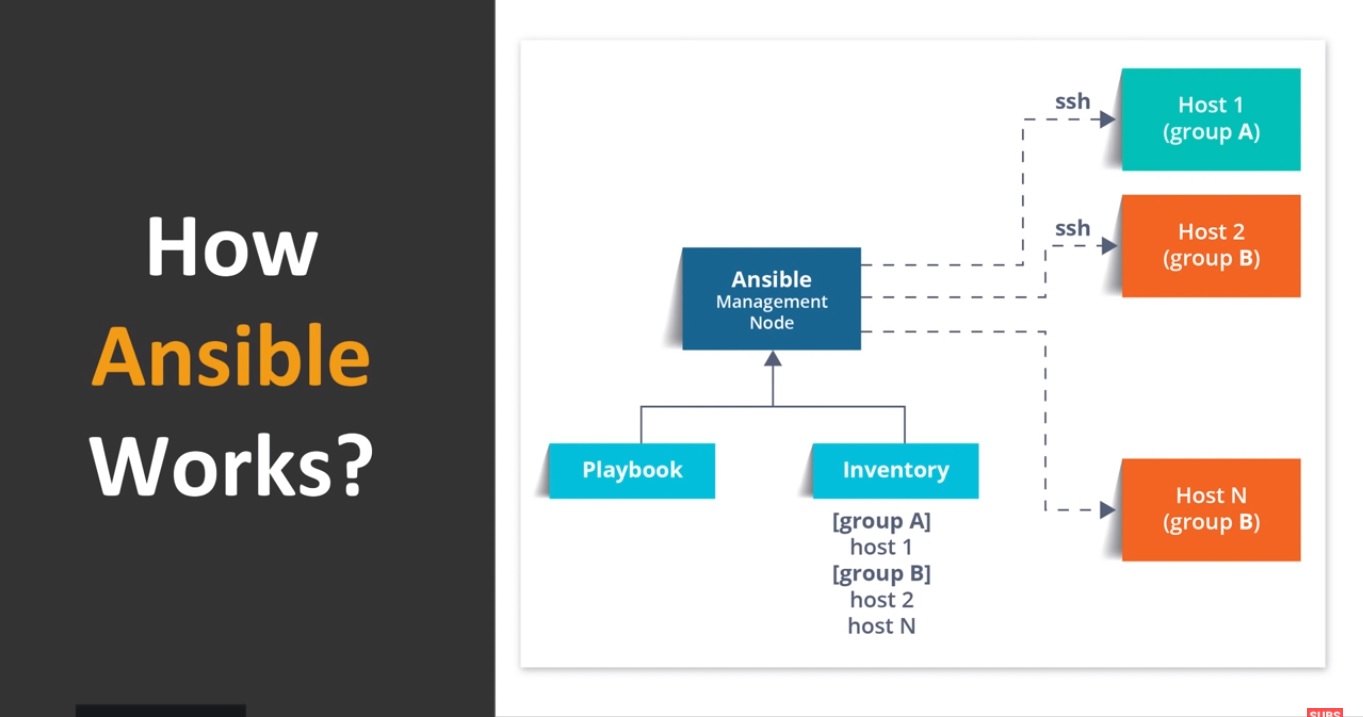 How
Ansible
Works?
ssh
Host 1
(group A)
ssh
Host 2
(group B)
Ansible
Management
Node
Playbook
Inventory
[group A]
host 1
[group B]
host 2
host N
Host N
(group B)
SUBS